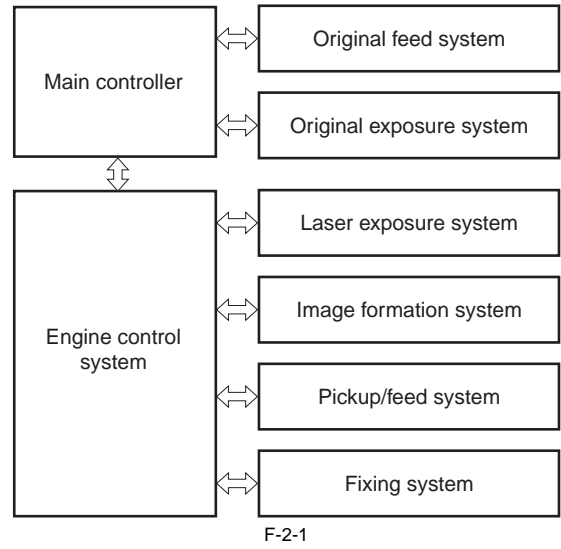 Original feed system
Main controller
Original exposure system
Laser exposure system
Image formation system
Engine control
system
Pickup/feed system
Fixing system
F-2-1